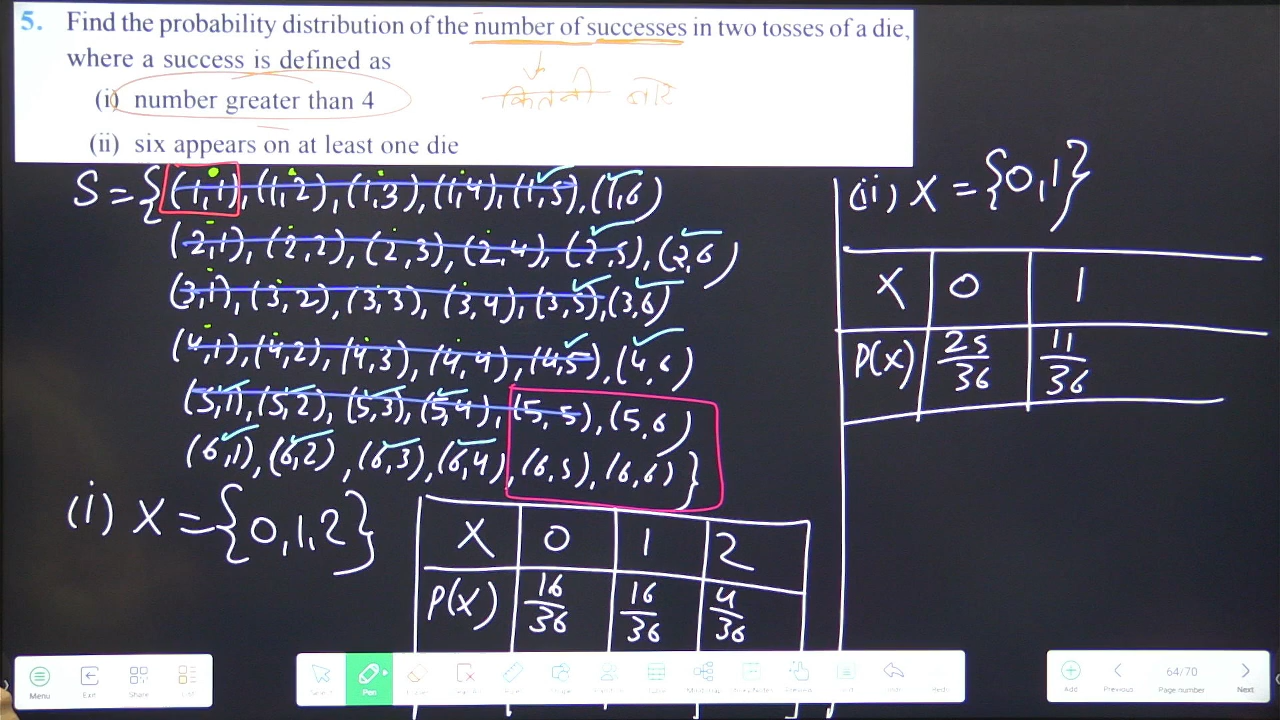 5. Find the probability distribution of the number of successes in two tosses of a die,
where a success is defined as
(i) number greater than 4
कितनी बार
(ii) six appears on at least one die
S = {(1,1), (1,2), (1,3), (1,4), (1,5), (1,6)
(2,1), (2,2), (2,3), (2,4), (2,5), (2,6)
(3,1), (3,2), (3,3), (3,4), (3,5), (3,6)
(4,1), (4,2), (4,3), (4,4), (4,5), (4,6)
(5,1), (5,2), (5,3), (5,4), (5,5), (5,6)
(6,1), (6,2), (6,3), (6,4), (6,5), (6,6)}
(i) X = {0,1,2}
X 0 1 2
P(X) 16/36 16/36 4/36
(ii) X = {0,1}
X 0 1
P(X) 25/36 11/36
Menu Exit Share Pen Undo Redo Add Previous 64/70 Page number Next